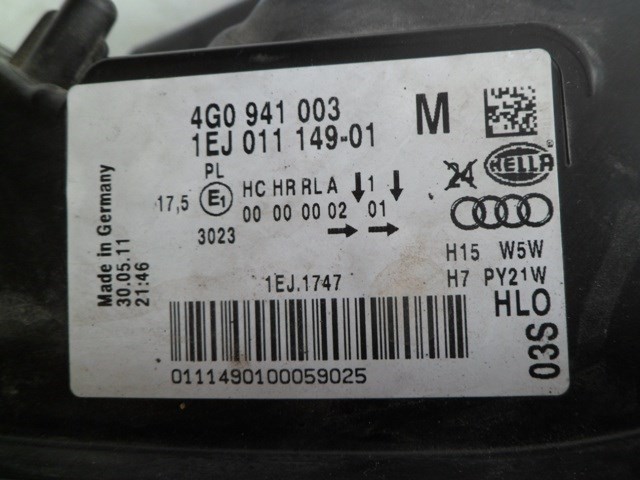 4G0 941 003 M
1EJ 011 149-01
HELLA ®
24
PL
HC HR RL A 1
17,5 E1
00 00 00 02 01
3023
H15 W5W
H7 PY21W
1EJ.1747
HLO
03S
Made in Germany
30.05.11
21:46
0111490100059025